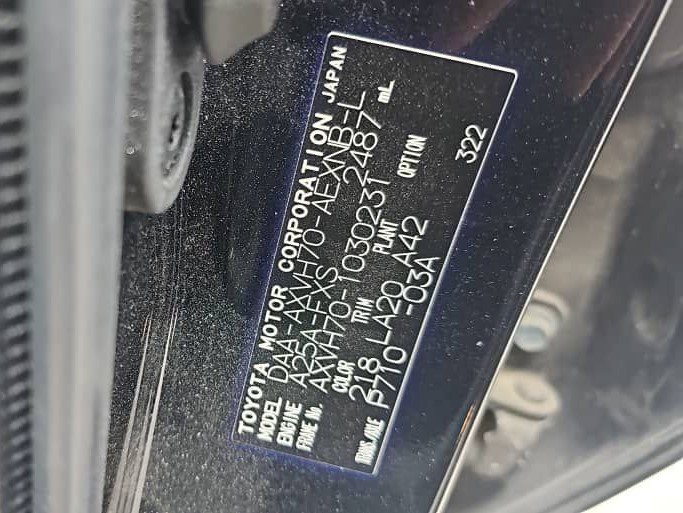 TOYOTA MOTOR CORPORATION JAPAN
MODEL DAA-AXVH70-AEXNB-L
ENGINE A25A-FXS 2487 mL
FRAME No. AXVH70-1030231
COLOR TRIM PLANT OPTION
218 LA20 A42
TRANS./AXLE P710 -03A
322